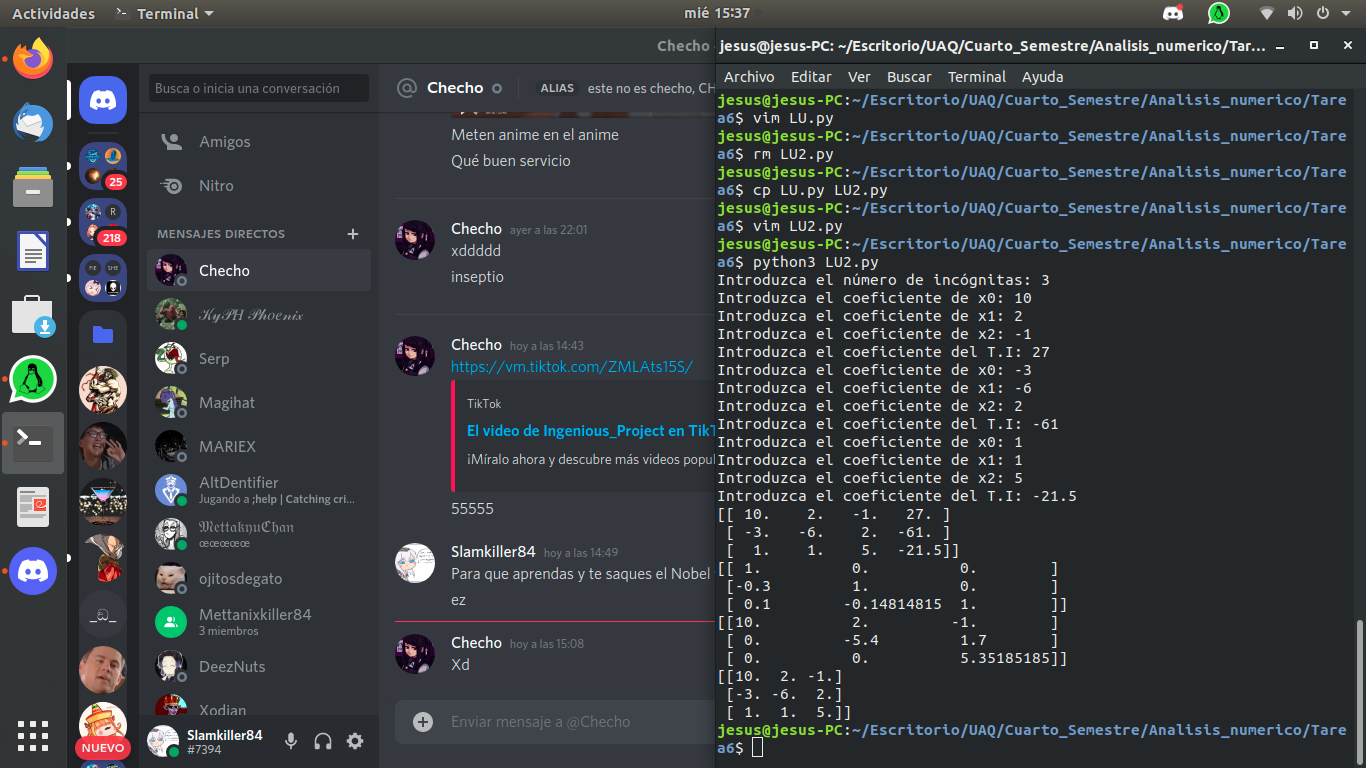 Actividades
Terminal
mié 15:37
Checho
Busca o inicia una conversación
Amigos
Nitro
MENSAJES DIRECTOS
Checho
𝒦𝓎𝒫𝐻 𝒫𝒽𝑜𝑒𝓃𝒾𝓍
Serp
Magihat
MARIEX
AltDentifier
Jugando a ;help | Catching cri...
𝔐𝔢𝔱𝔱𝔞𝔨𝔶𝔲ℭ𝔥𝔞𝔫
œœœœœ
ojitosdegato
Mettanixkiller84
3 miembros
DeezNuts
Xodian
Slamkiller84
#7394
25
R
218
FIE
SHE
NUEVO
@ Checho
ALIAS
este no es checho, CH
Meten anime en el anime
Qué buen servicio
Checho ayer a las 22:01
xddddd
inseptio
Checho hoy a las 14:43
https://vm.tiktok.com/ZMLAts15S/
TikTok
El video de Ingenious_Project en TikT
¡Míralo ahora y descubre más videos popul
55555
Slamkiller84 hoy a las 14:49
Para que aprendas y te saques el Nobel
ez
Checho hoy a las 15:08
Xd
Enviar mensaje a @Checho
jesus@jesus-PC: ~/Escritorio/UAQ/Cuarto_Semestre/Analisis_numerico/Tar...
Archivo Editar Ver Buscar Terminal Ayuda
jesus@jesus-PC:~/Escritorio/UAQ/Cuarto_Semestre/Analisis_numerico/Tare
a6$ vim LU.py
jesus@jesus-PC:~/Escritorio/UAQ/Cuarto_Semestre/Analisis_numerico/Tare
a6$ rm LU2.py
jesus@jesus-PC:~/Escritorio/UAQ/Cuarto_Semestre/Analisis_numerico/Tare
a6$ cp LU.py LU2.py
jesus@jesus-PC:~/Escritorio/UAQ/Cuarto_Semestre/Analisis_numerico/Tare
a6$ vim LU2.py
jesus@jesus-PC:~/Escritorio/UAQ/Cuarto_Semestre/Analisis_numerico/Tare
a6$ python3 LU2.py
Introduzca el número de incógnitas: 3
Introduzca el coeficiente de x0: 10
Introduzca el coeficiente de x1: 2
Introduzca el coeficiente de x2: -1
Introduzca el coeficiente del T.I: 27
Introduzca el coeficiente de x0: -3
Introduzca el coeficiente de x1: -6
Introduzca el coeficiente de x2: 2
Introduzca el coeficiente del T.I: -61
Introduzca el coeficiente de x0: 1
Introduzca el coeficiente de x1: 1
Introduzca el coeficiente de x2: 5
Introduzca el coeficiente del T.I: -21.5
[[ 10. 2. -1. 27. ]
[ -3. -6. 2. -61. ]
[ 1. 1. 5. -21.5]]
[[ 1. 0. 0. ]
[-0.3 1. 0. ]
[ 0.1 -0.14814815 1. ]]
[[10. 2. -1. ]
[ 0. -5.4 1.7 ]
[ 0. 0. 5.35185185]]
[[10. 2. -1.]
[-3. -6. 2.]
[ 1. 1. 5.]]
jesus@jesus-PC:~/Escritorio/UAQ/Cuarto_Semestre/Analisis_numerico/Tare
a6$